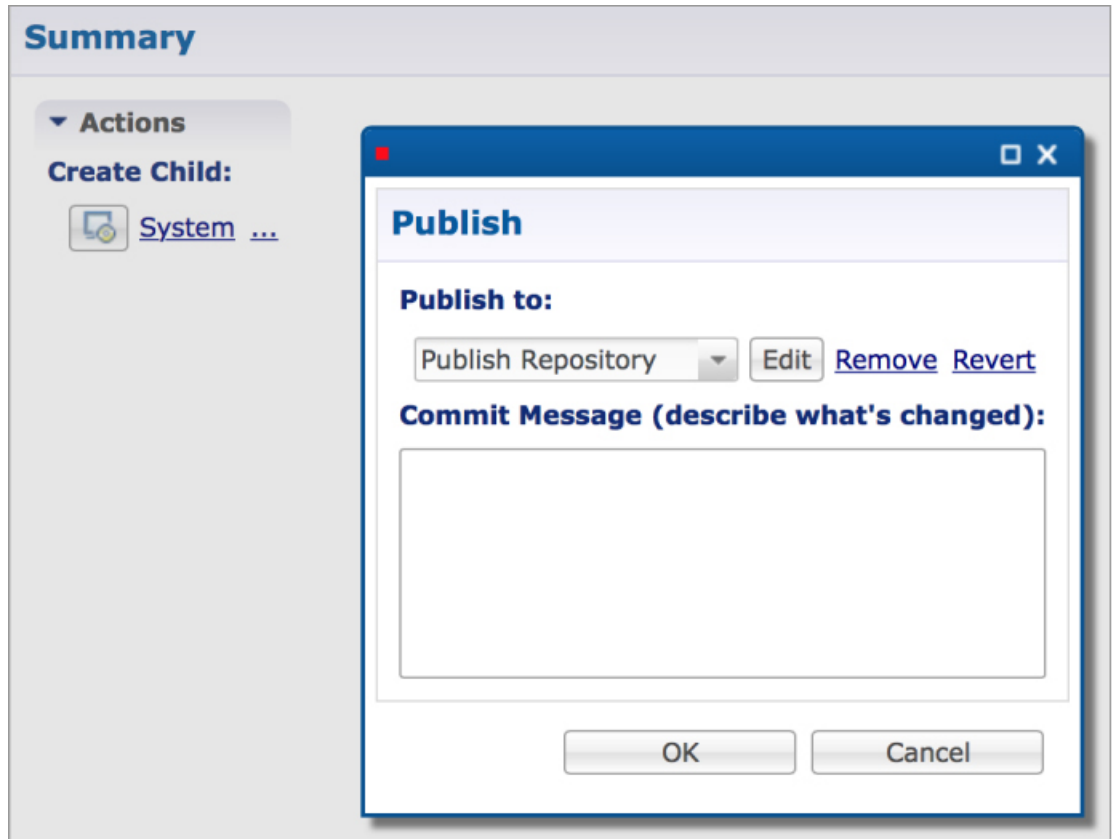 Summary
Actions
Create Child:
System ...
Publish
Publish to:
Publish Repository Edit Remove Revert
Commit Message (describe what's changed):
OK Cancel